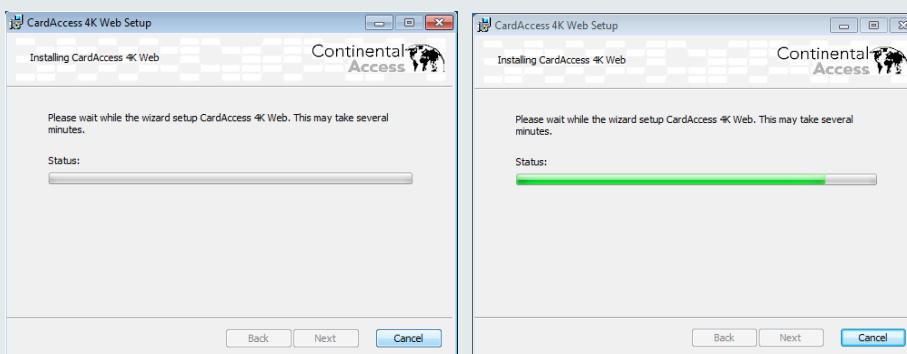 CardAccess 4K Web Setup
Installing CardAccess 4K Web
Continental
Access
Please wait while the wizard setup CardAccess 4K Web. This may take several
minutes.
Status:
Back
Next
Cancel
CardAccess 4K Web Setup
Installing CardAccess 4K Web
Continental
Access
Please wait while the wizard setup CardAccess 4K Web. This may take several
minutes.
Status:
Back
Next
Cancel